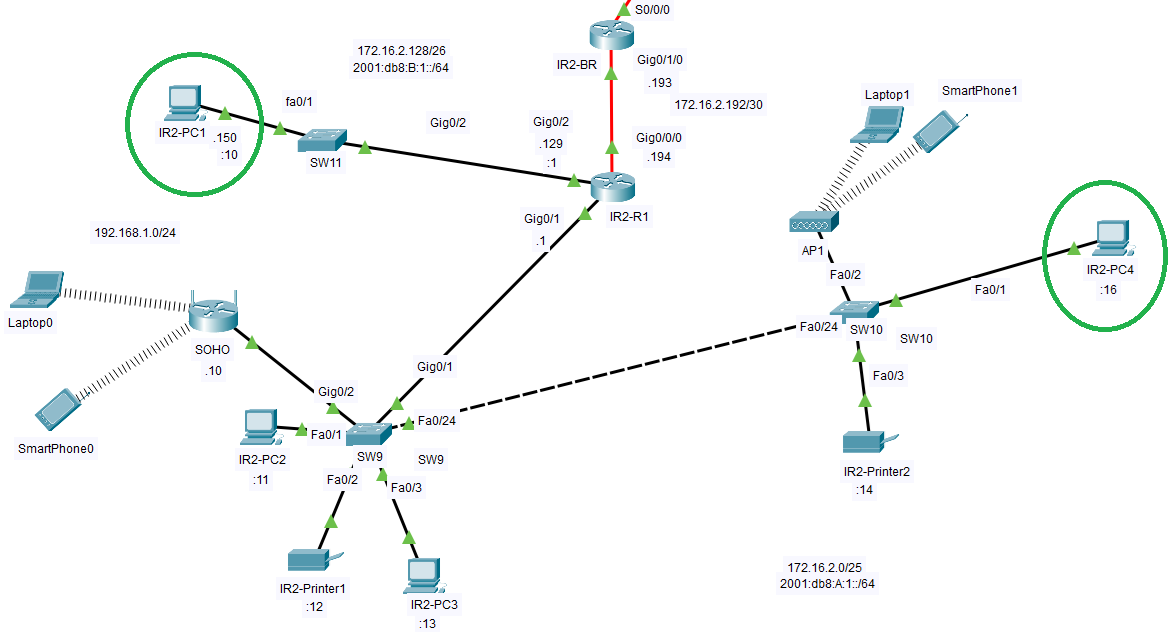 S0/0/0
172.16.2.128/26
2001:db8:B:1::/64
IR2-BR
Gig0/1/0
.193
172.16.2.192/30
Laptop1
SmartPhone1
fa0/1
IR2-PC1
.150
:10
SW11
Gig0/2
Gig0/2
.129
:1
Gig0/0/0
.194
IR2-R1
Gig0/1
.1
192.168.1.0/24
AP1
Fa0/2
IR2-PC4
:16
Fa0/1
Laptop0
SOHO
.10
Fa0/24
SW10
SW10
Fa0/3
Gig0/1
Gig0/2
SmartPhone0
Fa0/24
Fa0/1
IR2-PC2
:11
SW9
SW9
Fa0/2
Fa0/3
IR2-Printer2
:14
IR2-Printer1
:12
IR2-PC3
:13
172.16.2.0/25
2001:db8:A:1::/64